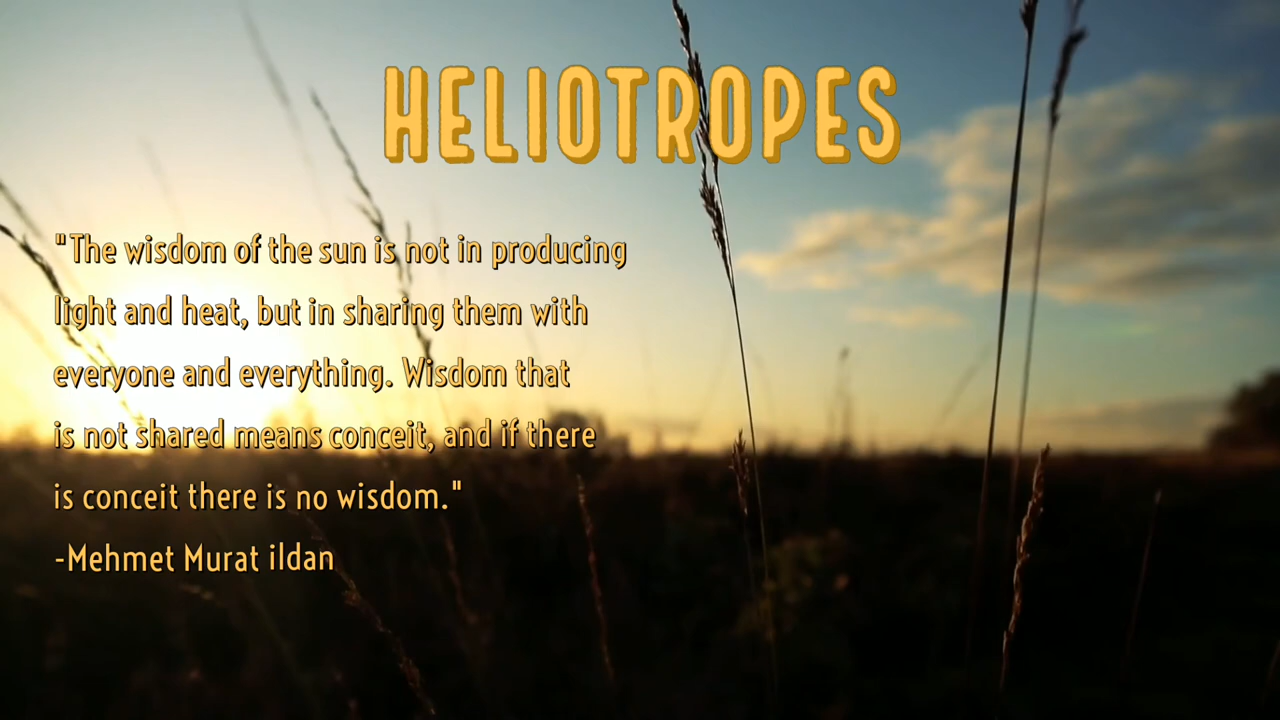 HELIOTROPES
"The wisdom of the sun is not in producing
light and heat, but in sharing them with
everyone and everything. Wisdom that
is not shared means conceit, and if there
is conceit there is no wisdom."
-Mehmet Murat ildan